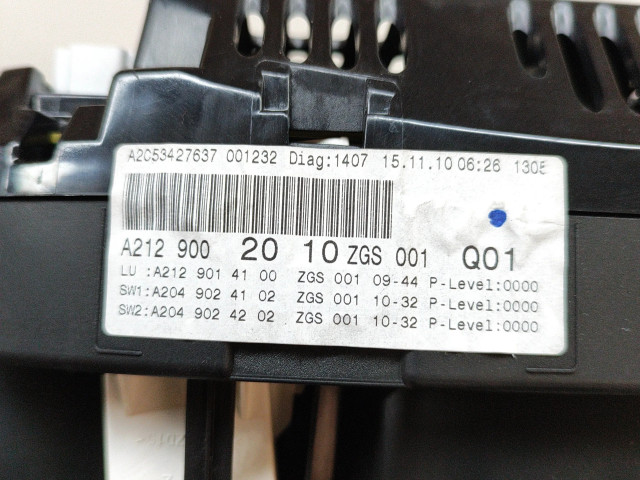 A2C53427637 001232 Diag:1407 15.11.10 06:26 1305
A212 900 20 10 ZGS 001 Q01
LU :A212 901 41 00 ZGS 001 09-44 P-Level:0000
SW1:A204 902 41 02 ZGS 001 10-32 P-Level:0000
SW2:A204 902 42 02 ZGS 001 10-32 P-Level:0000